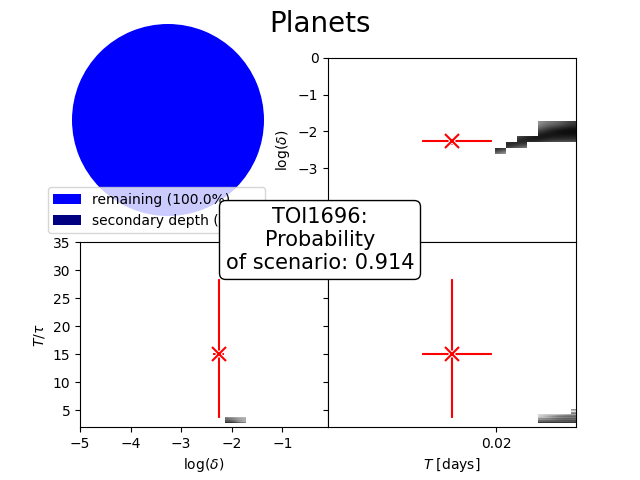 Planets
remaining (100.0%)
secondary depth (
TOI1696:
Probability
of scenario: 0.914
0
−1
−2
−3
log(δ)
35
30
25
20
15
10
5
T/τ
−5
−4
−3
−2
−1
log(δ)
0.02
T [days]